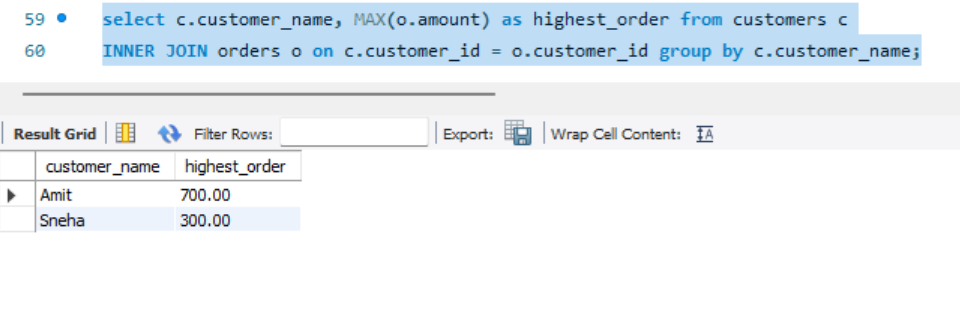 59 select c.customer_name, MAX(o.amount) as highest_order from customers c
60 INNER JOIN orders o on c.customer_id = o.customer_id group by c.customer_name;
Result Grid Filter Rows: Export: Wrap Cell Content: IA
customer_name highest_order
Amit 700.00
Sneha 300.00